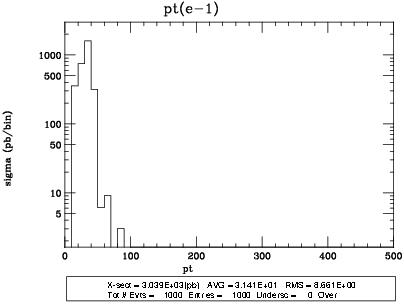 pt(e−1)
sigma (pb/bin)
1000
500
100
50
10
5
0 100 200 300 400 500
pt
X-sect = 3.039E+03(pb) AVG = 3.141E+01 RMS = 8.661E+00
Tot # Evts = 1000 Entries = 1000 Undersc = 0 Over